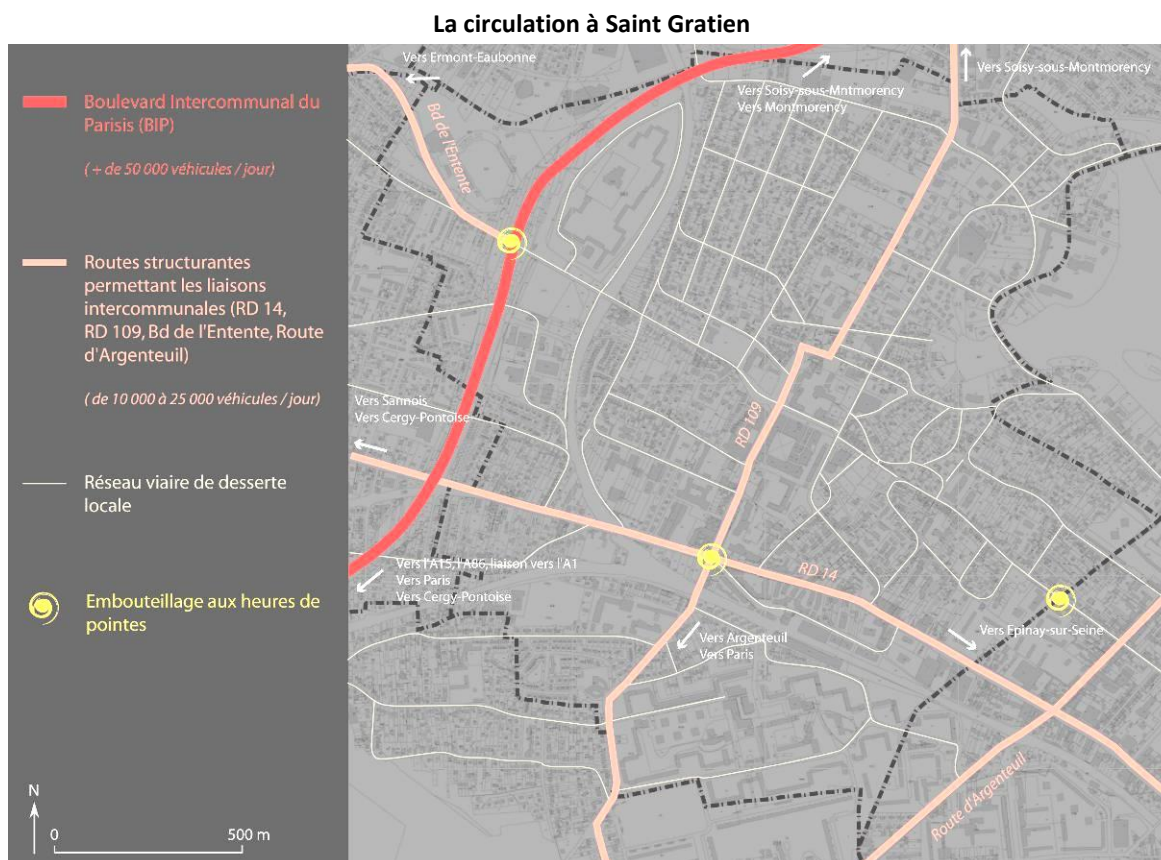 La circulation à Saint Gratien
Boulevard Intercommunal du
Parisis (BIP)
(+ de 50 000 véhicules / jour)
Routes structurantes
permettant les liaisons
intercommunales (RD 14,
RD 109, Bd de l'Entente, Route
d'Argenteuil)
(de 10 000 à 25 000 véhicules / jour)
Réseau viaire de desserte
locale
Embouteillage aux heures de
pointes
N
0 500 m
Vers Ermont-Eaubonne
Bd de l'Entente
Vers Soisy-sous-Mntmorency
Vers Montmorency
Vers Soisy-sous-Montmorency
Vers Sannois
Vers Cergy-Pontoise
RD 109
Vers l'A15, l'A86, liaison vers l'A1
Vers Paris
Vers Cergy-Pontoise
RD 14
Vers Argenteuil
Vers Paris
Vers Epinay-sur-Seine
Route d'Argenteuil